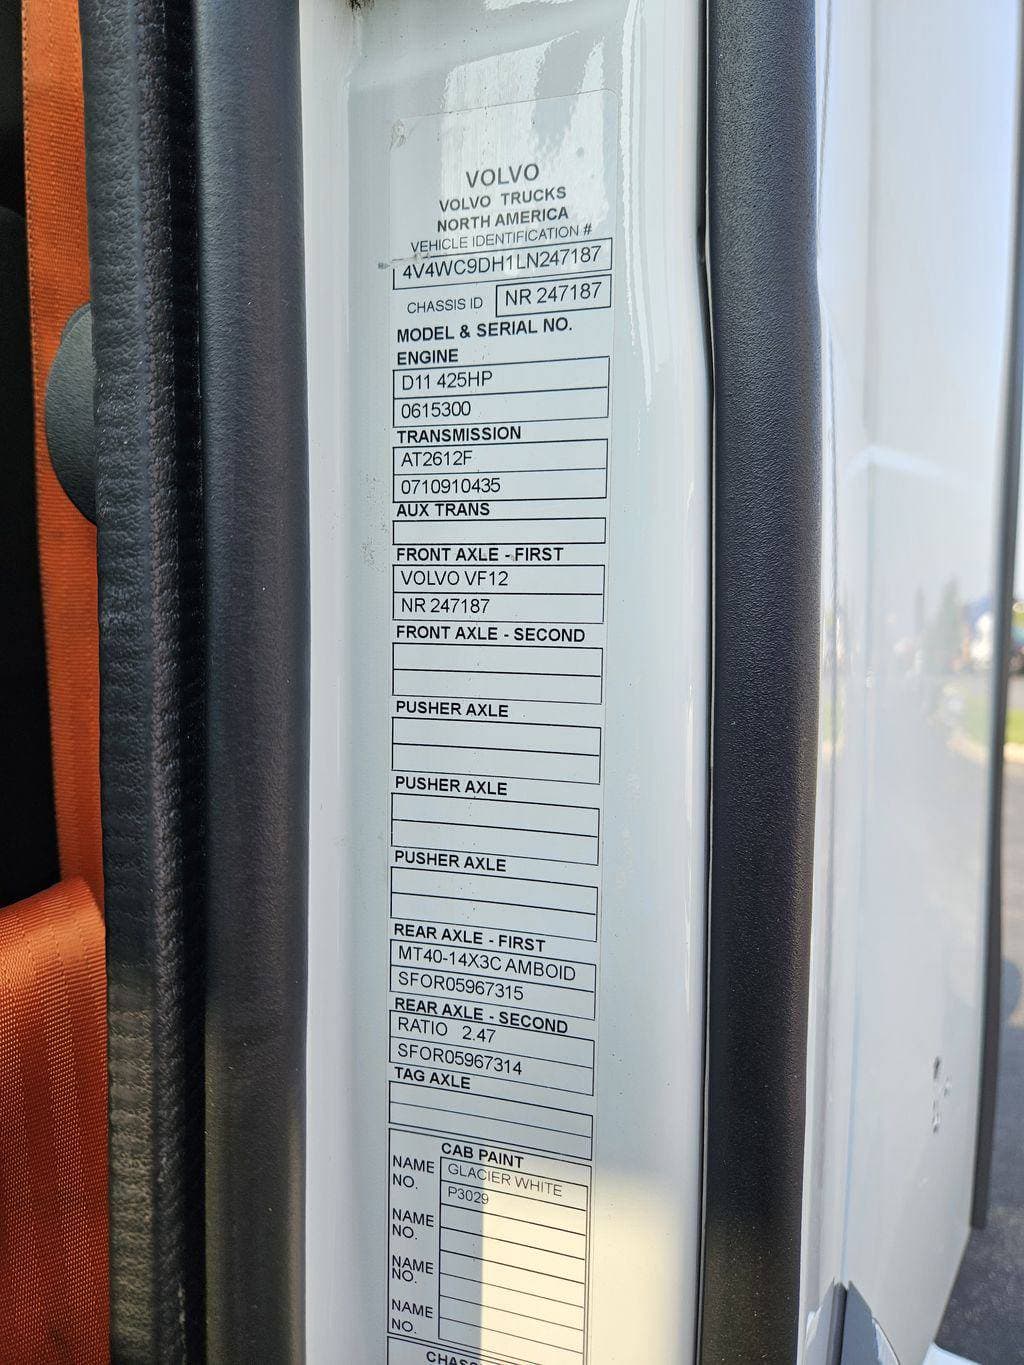 VOLVO
VOLVO TRUCKS
NORTH AMERICA
VEHICLE IDENTIFICATION #
4V4WC9DH1LN247187
CHASSIS ID NR 247187
MODEL & SERIAL NO.
ENGINE
D11 425HP
0615300
TRANSMISSION
AT2612F
0710910435
AUX TRANS
FRONT AXLE - FIRST
VOLVO VF12
NR 247187
FRONT AXLE - SECOND
PUSHER AXLE
PUSHER AXLE
PUSHER AXLE
REAR AXLE - FIRST
MT40-14X3C AMBOID
SFOR05967315
REAR AXLE - SECOND
RATIO 2.47
SFOR05967314
TAG AXLE
CAB PAINT
NAME GLACIER WHITE
NO. P3029
NAME
NO.
NAME
NO.
NAME
NO.